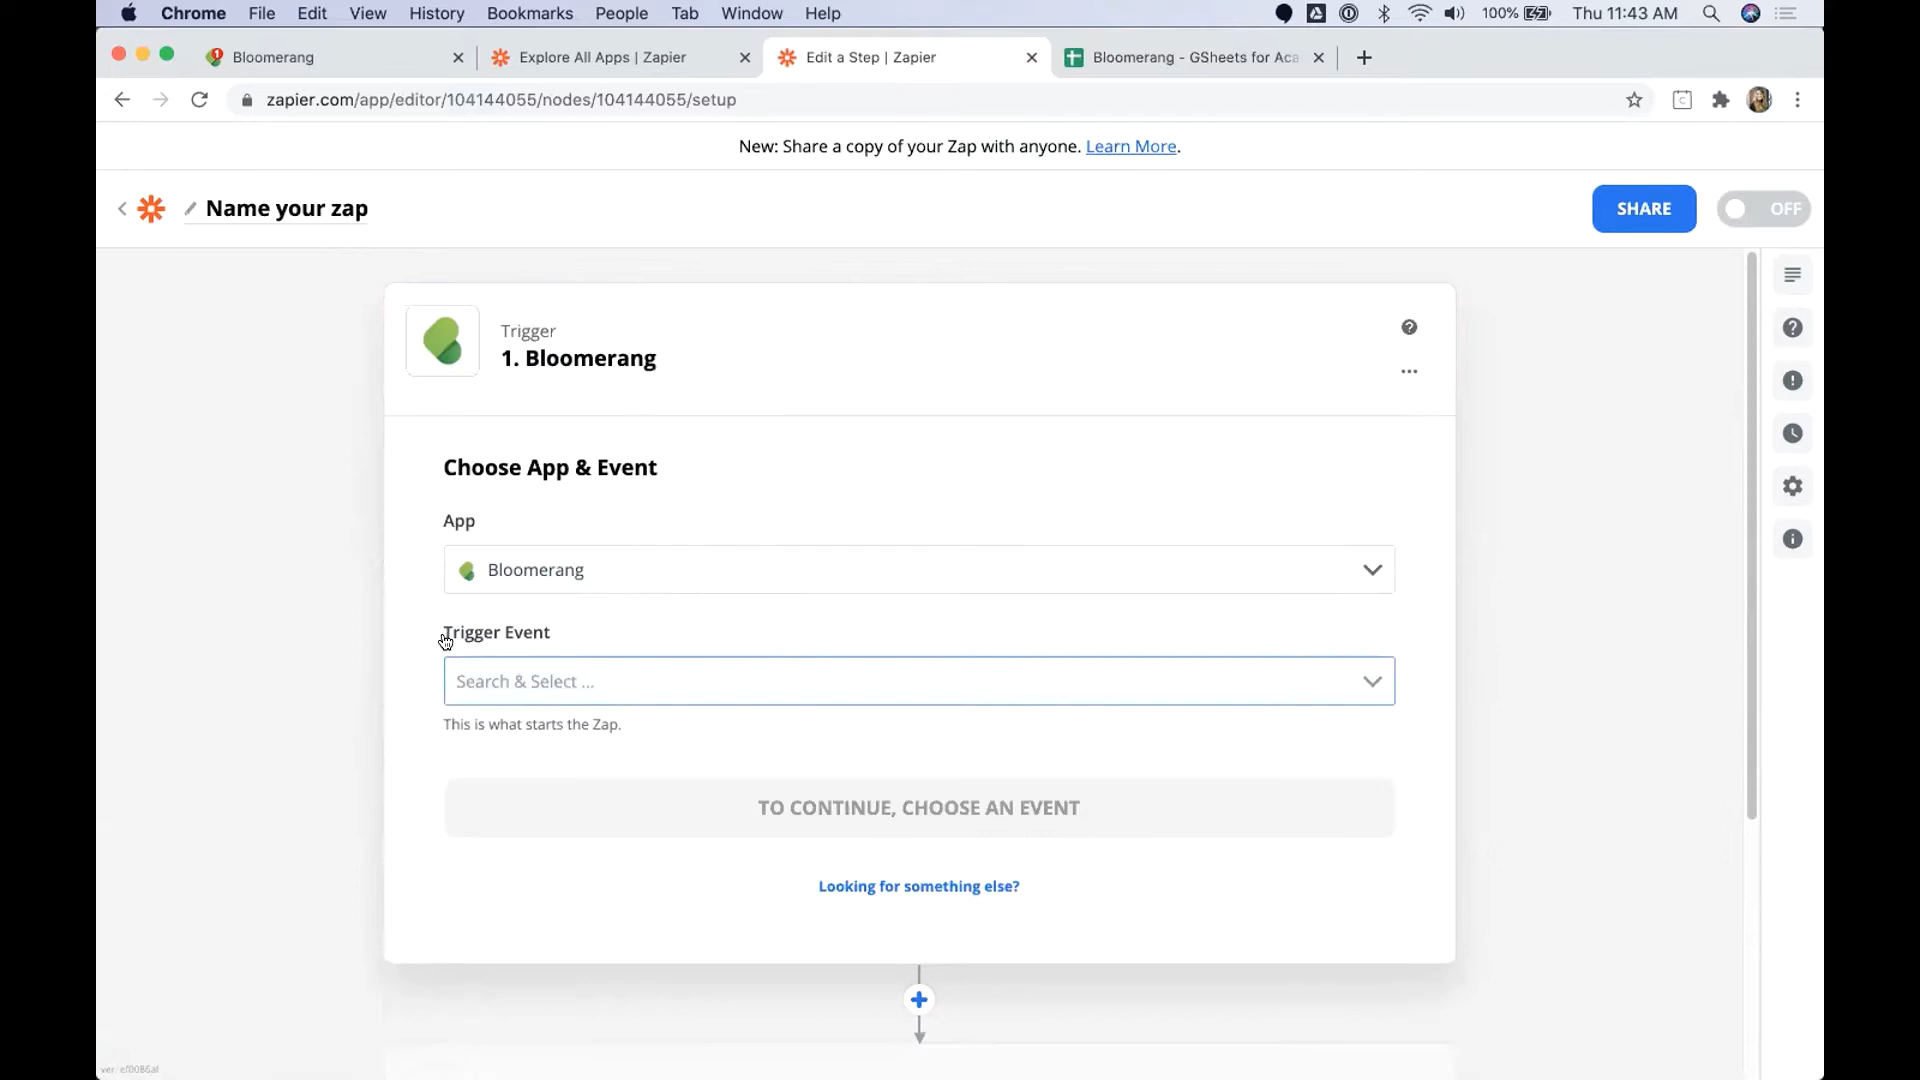 Chrome File Edit View History Bookmarks People Tab Window Help 100% Thu 11:43 AM
Bloomerang Explore All Apps | Zapier Edit a Step | Zapier Bloomerang - GSheets for Aca
zapier.com/app/editor/104144055/nodes/104144055/setup
New: Share a copy of your Zap with anyone. Learn More.
Name your zap SHARE OFF
Trigger
1. Bloomerang
Choose App & Event
App
Bloomerang
Trigger Event
Search & Select ...
This is what starts the Zap.
TO CONTINUE, CHOOSE AN EVENT
Looking for something else?